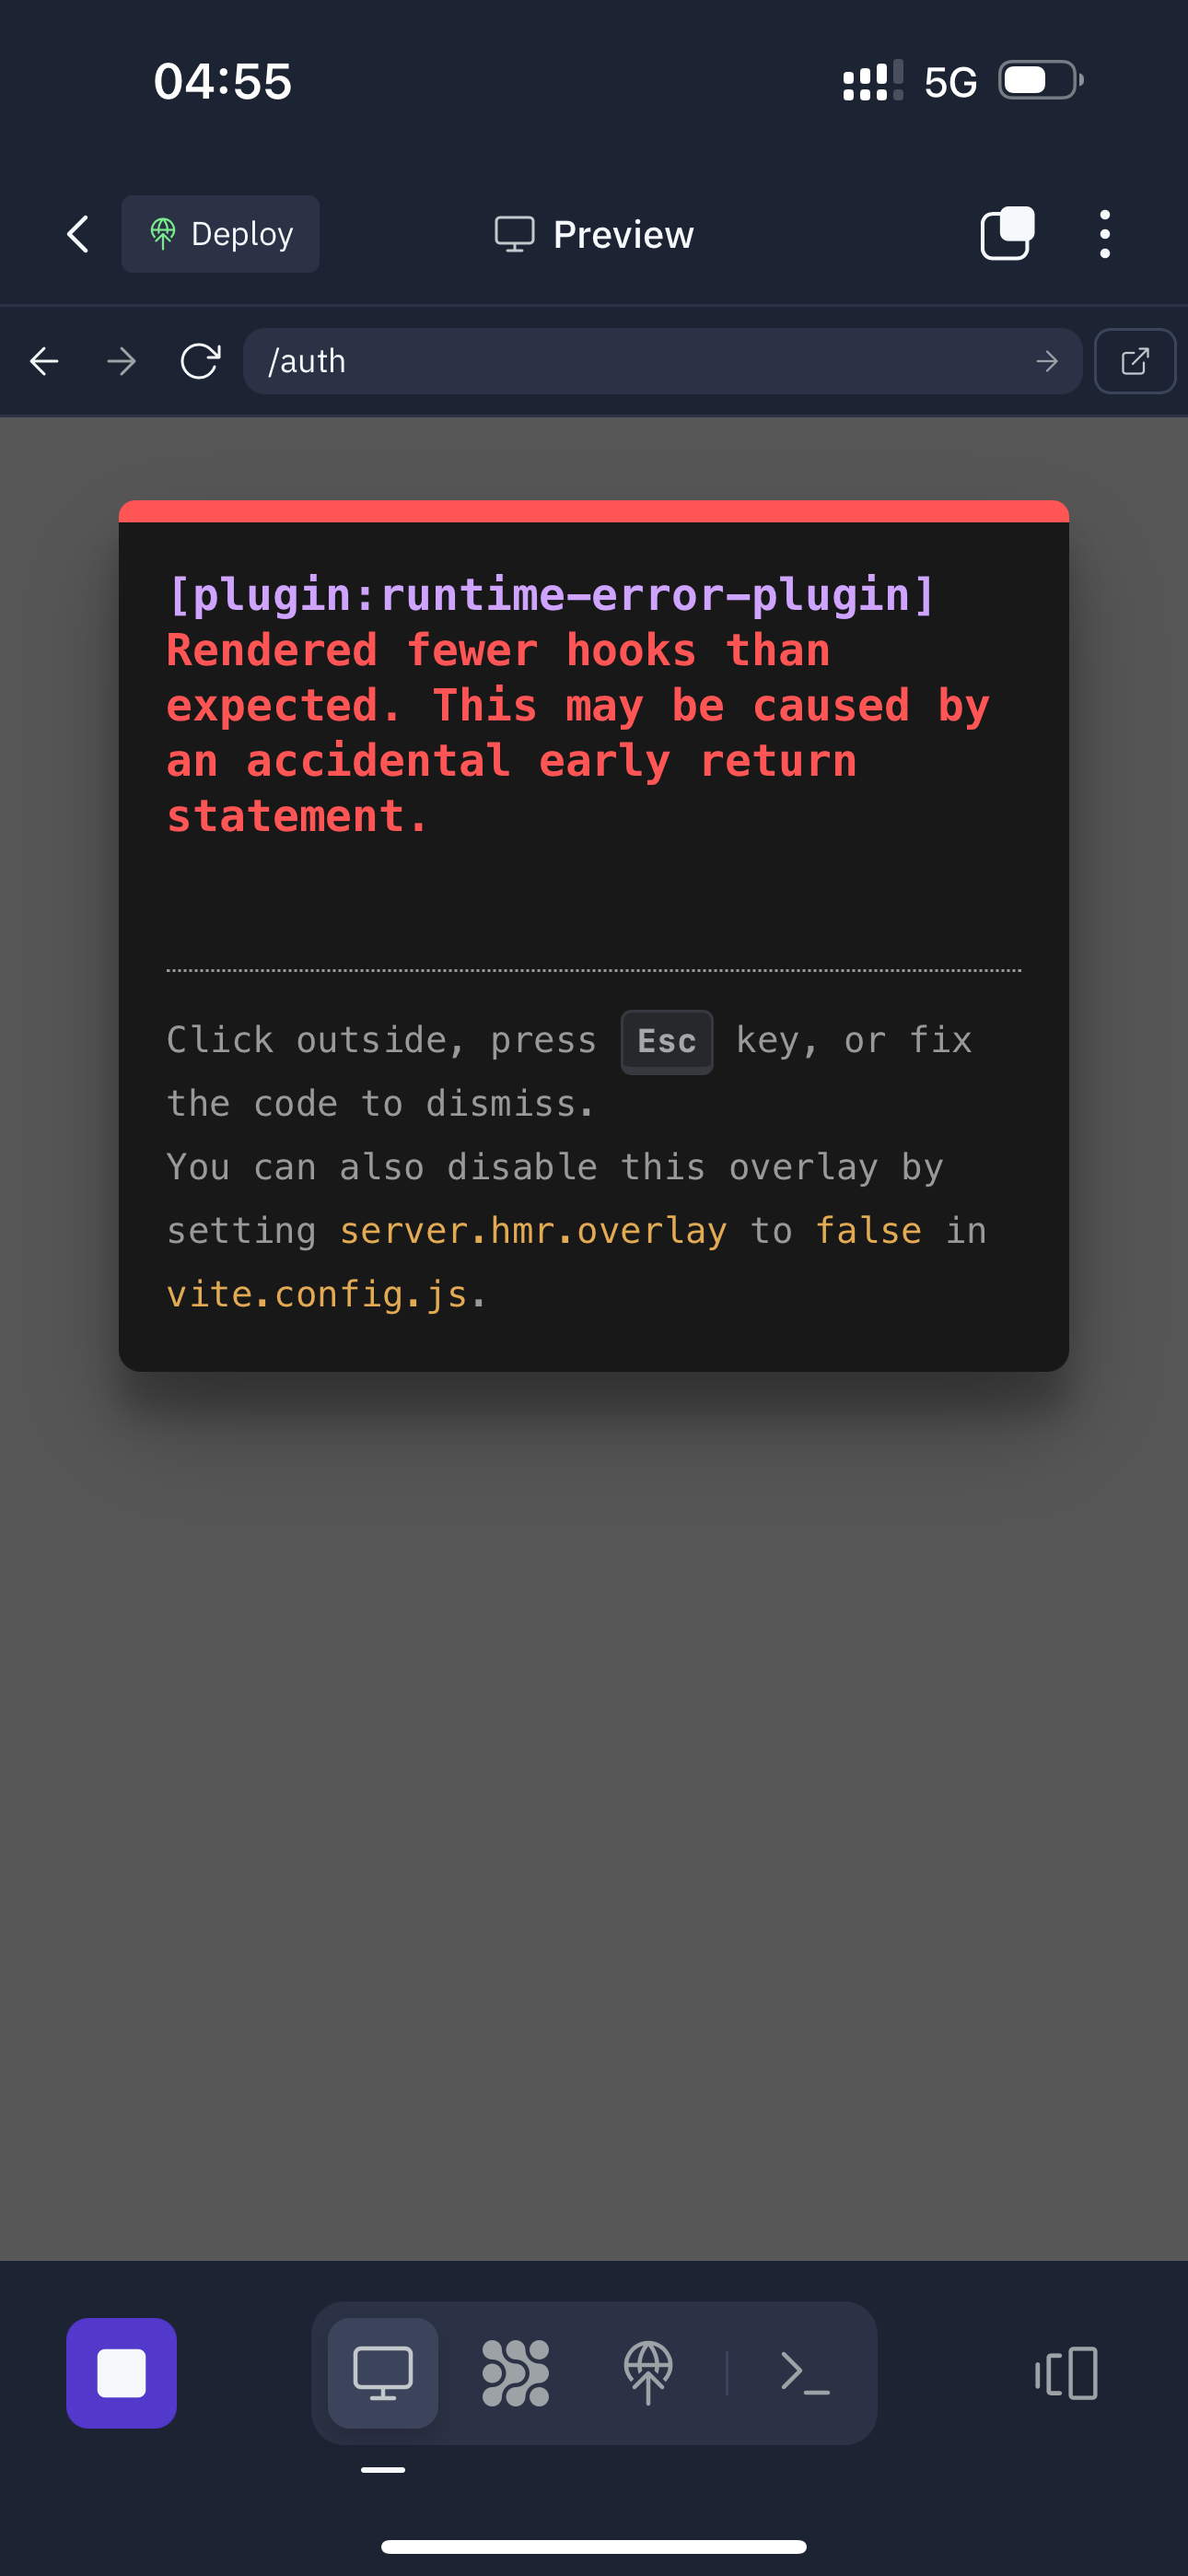 04:55
5G
Deploy
Preview
/auth
[plugin:runtime-error-plugin]
Rendered fewer hooks than
expected. This may be caused by
an accidental early return
statement.
Click outside, press Esc key, or fix
the code to dismiss.
You can also disable this overlay by
setting server.hmr.overlay to false in
vite.config.js.